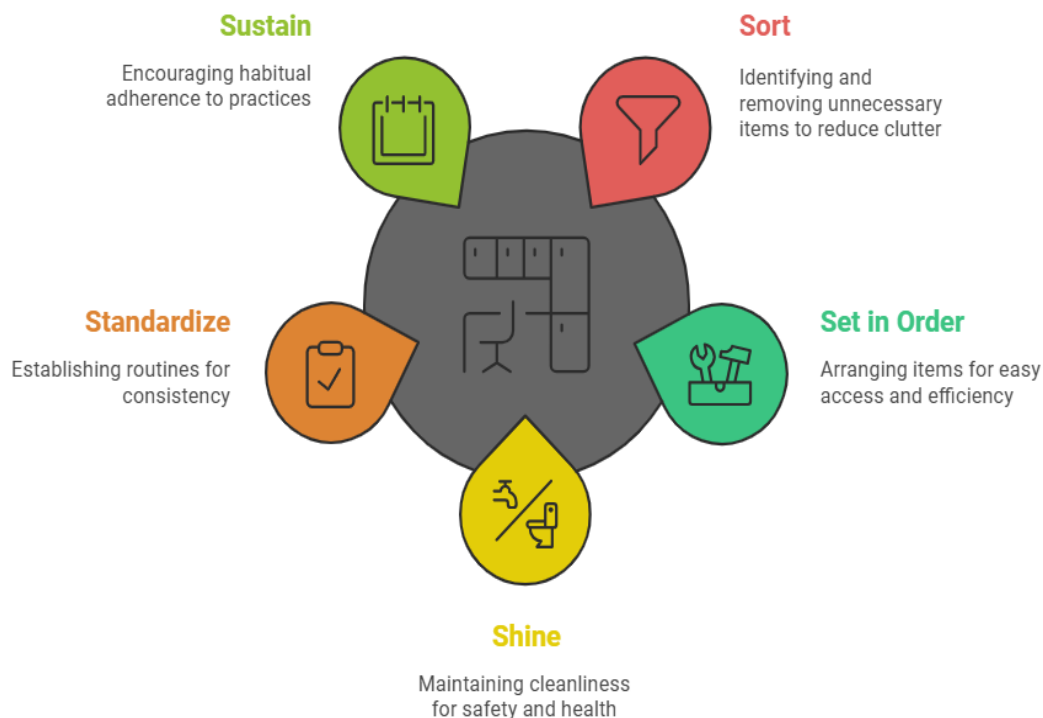 Sustain
Encouraging habitual
adherence to practices
Sort
Identifying and
removing unnecessary
items to reduce clutter
Standardize
Establishing routines for
consistency
Set in Order
Arranging items for easy
access and efficiency
Shine
Maintaining cleanliness
for safety and health